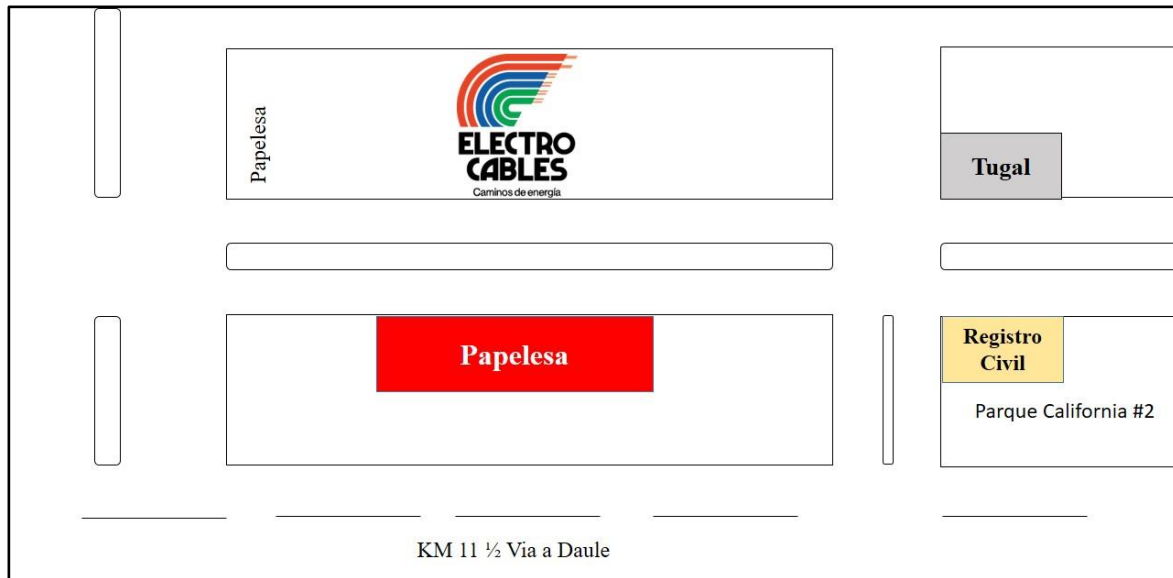 Papelesa
ELECTRO
CABLES
Caminos de energía
Tugal
Papelesa
Registro
Civil
Parque California #2
KM 11 ½ Via a Daule